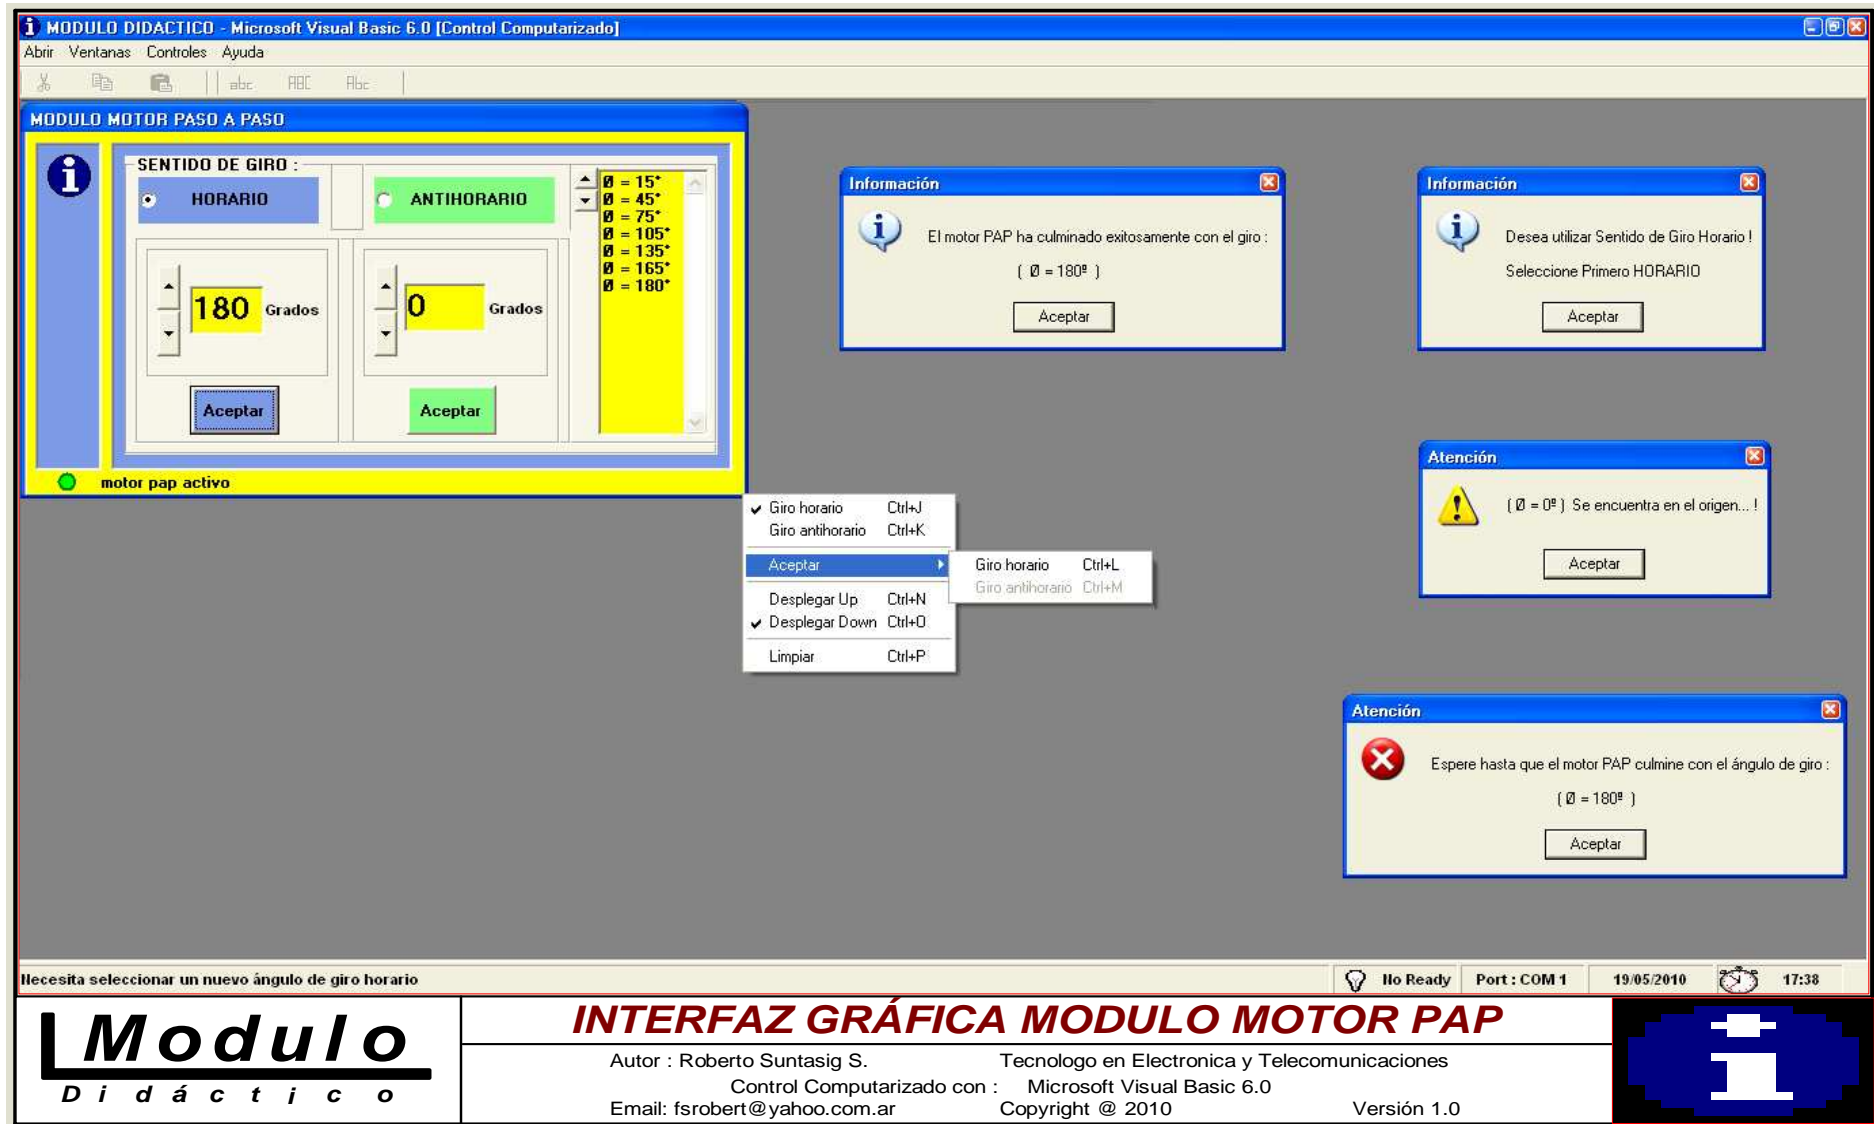 MODULO DIDACTICO - Microsoft Visual Basic 6.0 [Control Computarizado]
Abrir Ventanas Controles Ayuda
abc ABC Abc
MODULO MOTOR PASO A PASO
SENTIDO DE GIRO :
HORARIO
ANTIHORARIO
Ø = 15°
Ø = 45°
Ø = 75°
Ø = 105°
Ø = 135°
Ø = 165°
Ø = 180°
180 Grados
0 Grados
Aceptar
Aceptar
motor pap activo
Información
El motor PAP ha culminado exitosamente con el giro :
( Ø = 180º )
Aceptar
Información
Desea utilizar Sentido de Giro Horario !
Seleccione Primero HORARIO
Aceptar
Atención
( Ø = 0º ) Se encuentra en el origen... !
Aceptar
Giro horario Ctrl+J
Giro antihorario Ctrl+K
Aceptar
Giro horario Ctrl+L
Giro antihorario Ctrl+M
Desplegar Up Ctrl+N
Desplegar Down Ctrl+O
Limpiar Ctrl+P
Atención
Espere hasta que el motor PAP culmine con el ángulo de giro :
( Ø = 180º )
Aceptar
Necesita seleccionar un nuevo ángulo de giro horario
No Ready
Port : COM 1
19/05/2010
17:38
Modulo
Didáctico
INTERFAZ GRÁFICA MODULO MOTOR PAP
Autor : Roberto Suntasig S. Tecnologo en Electronica y Telecomunicaciones
Control Computarizado con : Microsoft Visual Basic 6.0
Email: fsrobert@yahoo.com.ar Copyright @ 2010 Versión 1.0